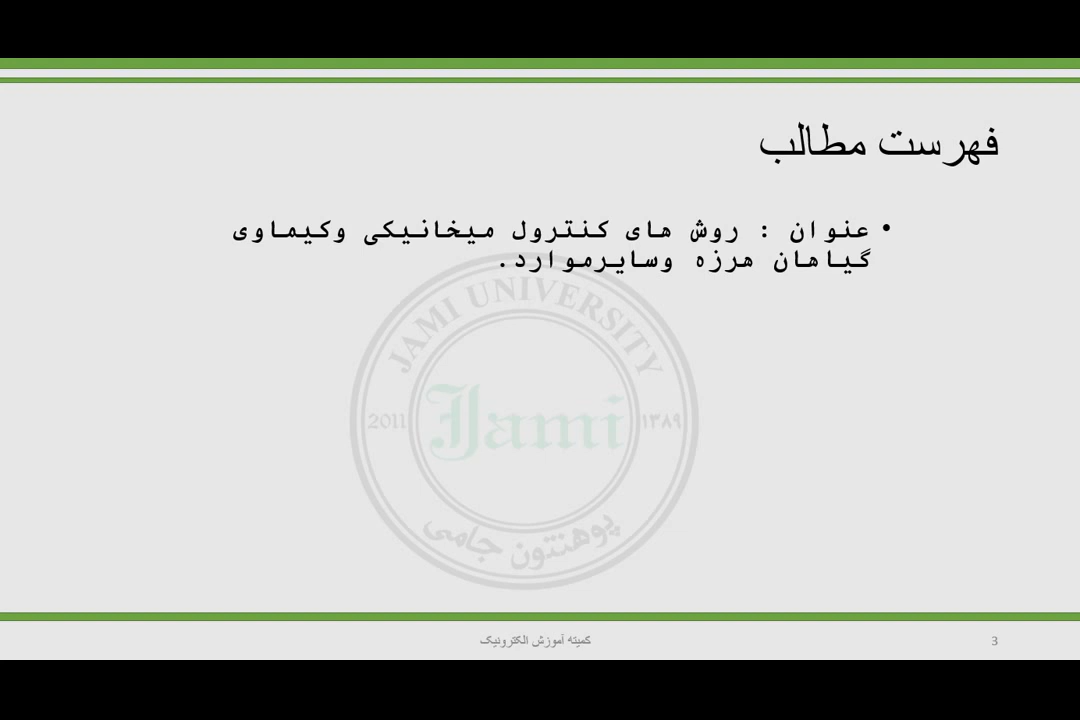 فهرست مطالب
• عنوان : روش های کنترول میخانیکی وکیماوی
گیاهان هرزه وسایرموارد.
JAMI UNIVERSITY
2011 Jami ۱۳۸۹
پوهنتون جامی
کمیته آموزش الکترونیک
3